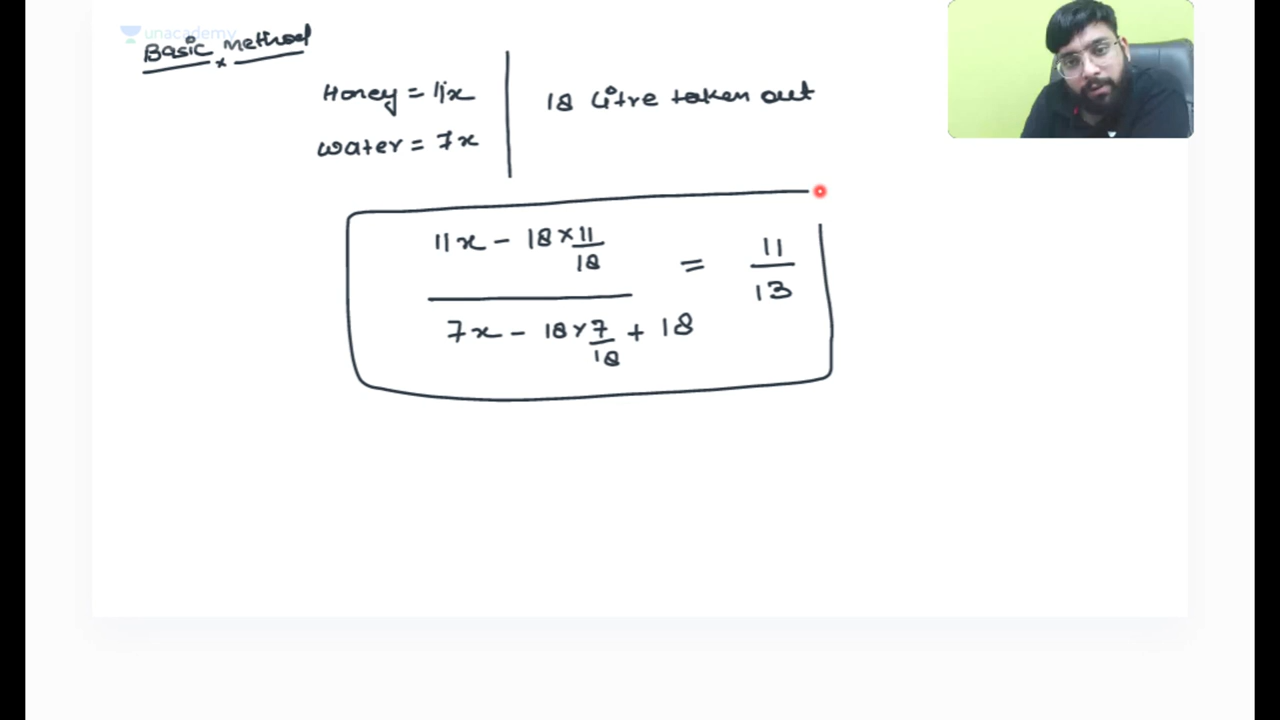 unacademy
Basic Method
Honey = 11x
18 litre taken out
water = 7x
11x - 18 × 11/18
= 11/13
7x - 18 × 7/18 + 18